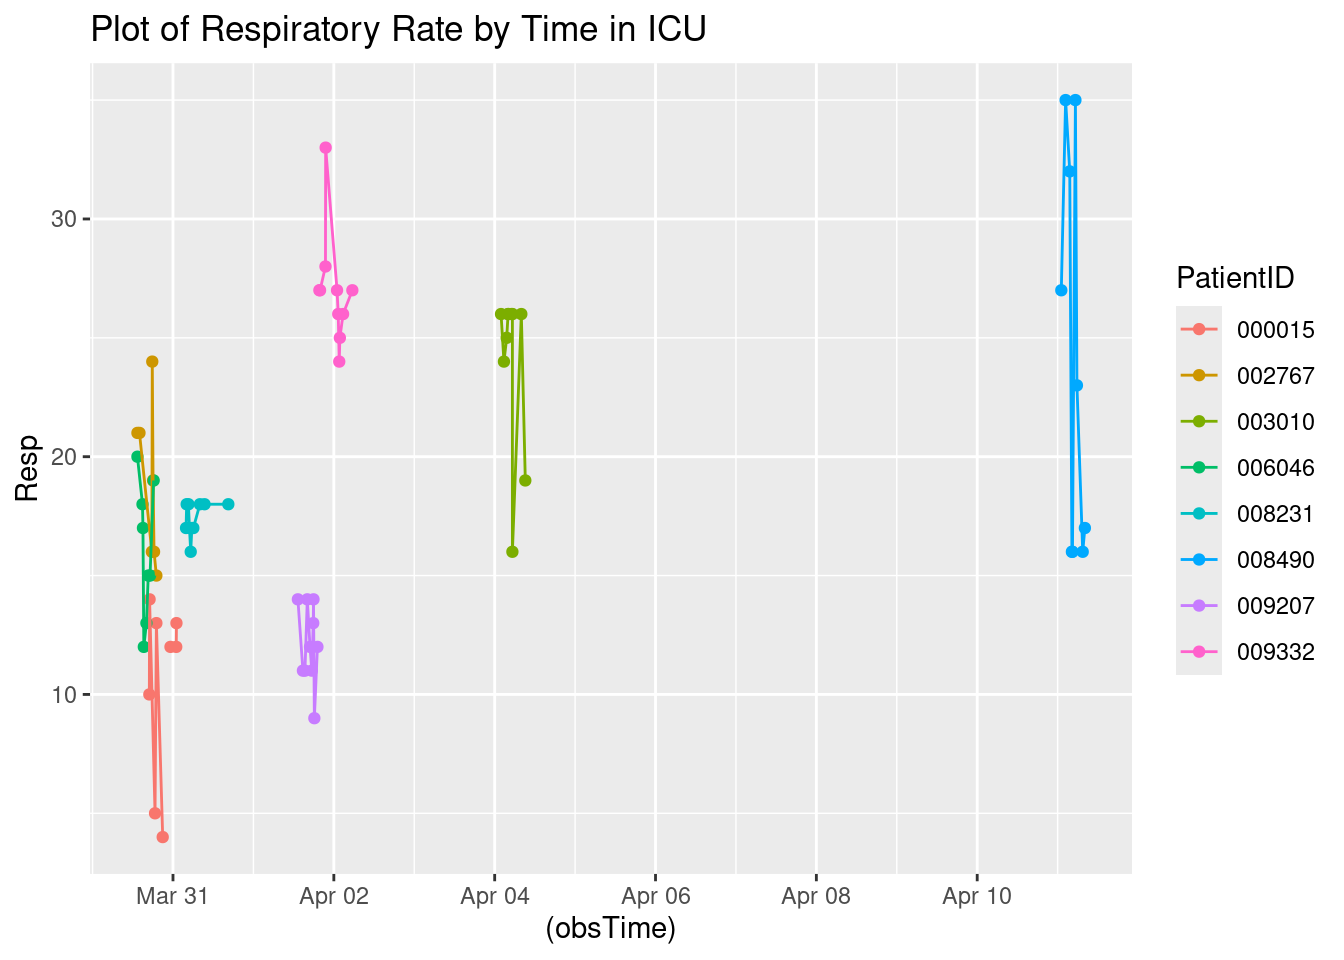 Plot of Respiratory Rate by Time in ICU
30
20
10
Resp
Mar 31
Apr 02
Apr 04
Apr 06
Apr 08
Apr 10
(obsTime)
PatientID
000015
002767
003010
006046
008231
008490
009207
009332